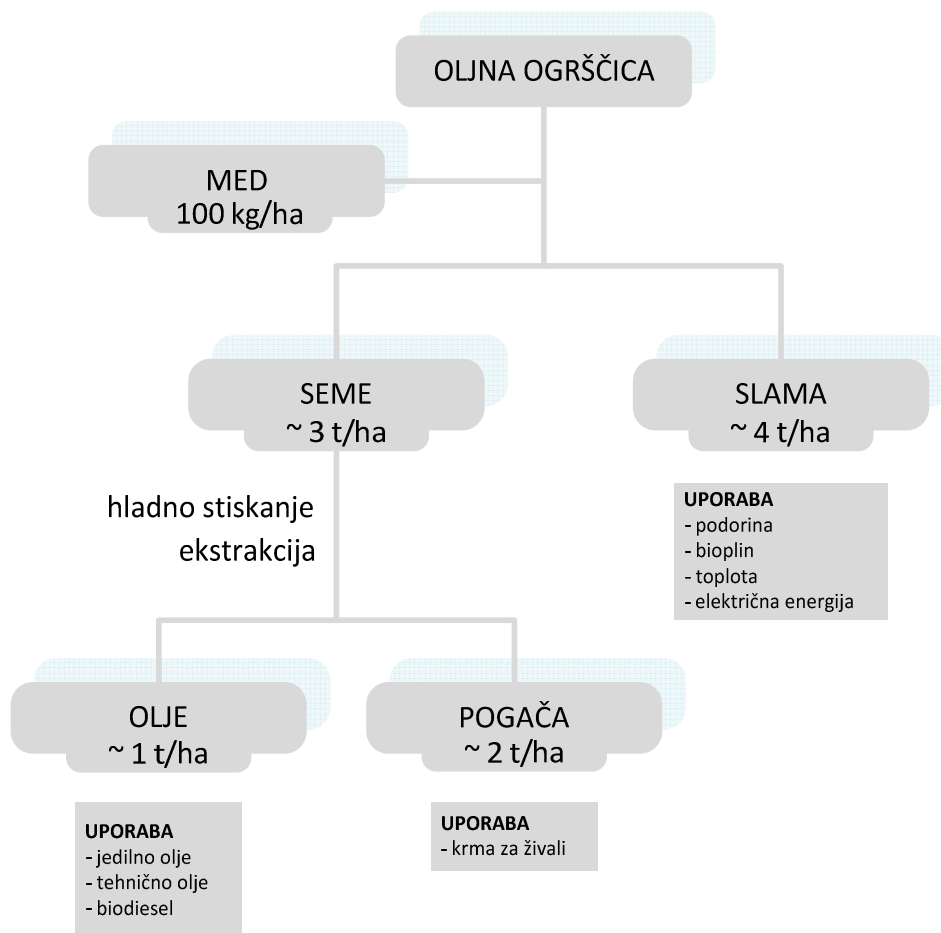 OLJNA OGRŠČICA
MED
100 kg/ha
SEME
~ 3 t/ha
SLAMA
~ 4 t/ha
hladno stiskanje
ekstrakcija
UPORABA
- podorina
- bioplin
- toplota
- električna energija
OLJE
~ 1 t/ha
POGAČA
~ 2 t/ha
UPORABA
- jedilno olje
- tehnično olje
- biodiesel
UPORABA
- krma za živali